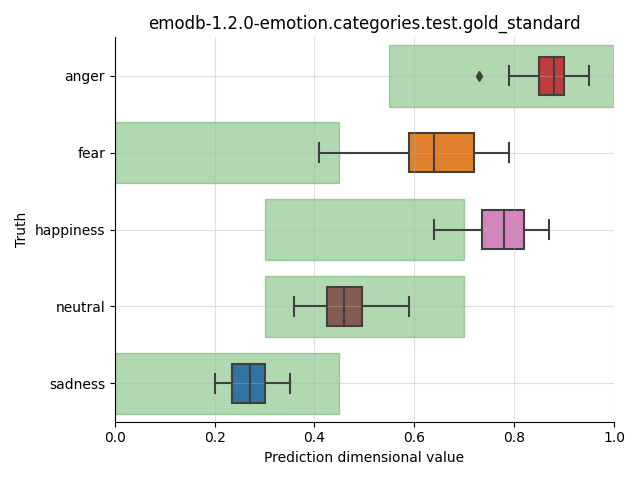 emodb-1.2.0-emotion.categories.test.gold_standard
anger
fear
happiness
neutral
sadness
Truth
0.0 0.2 0.4 0.6 0.8 1.0
Prediction dimensional value